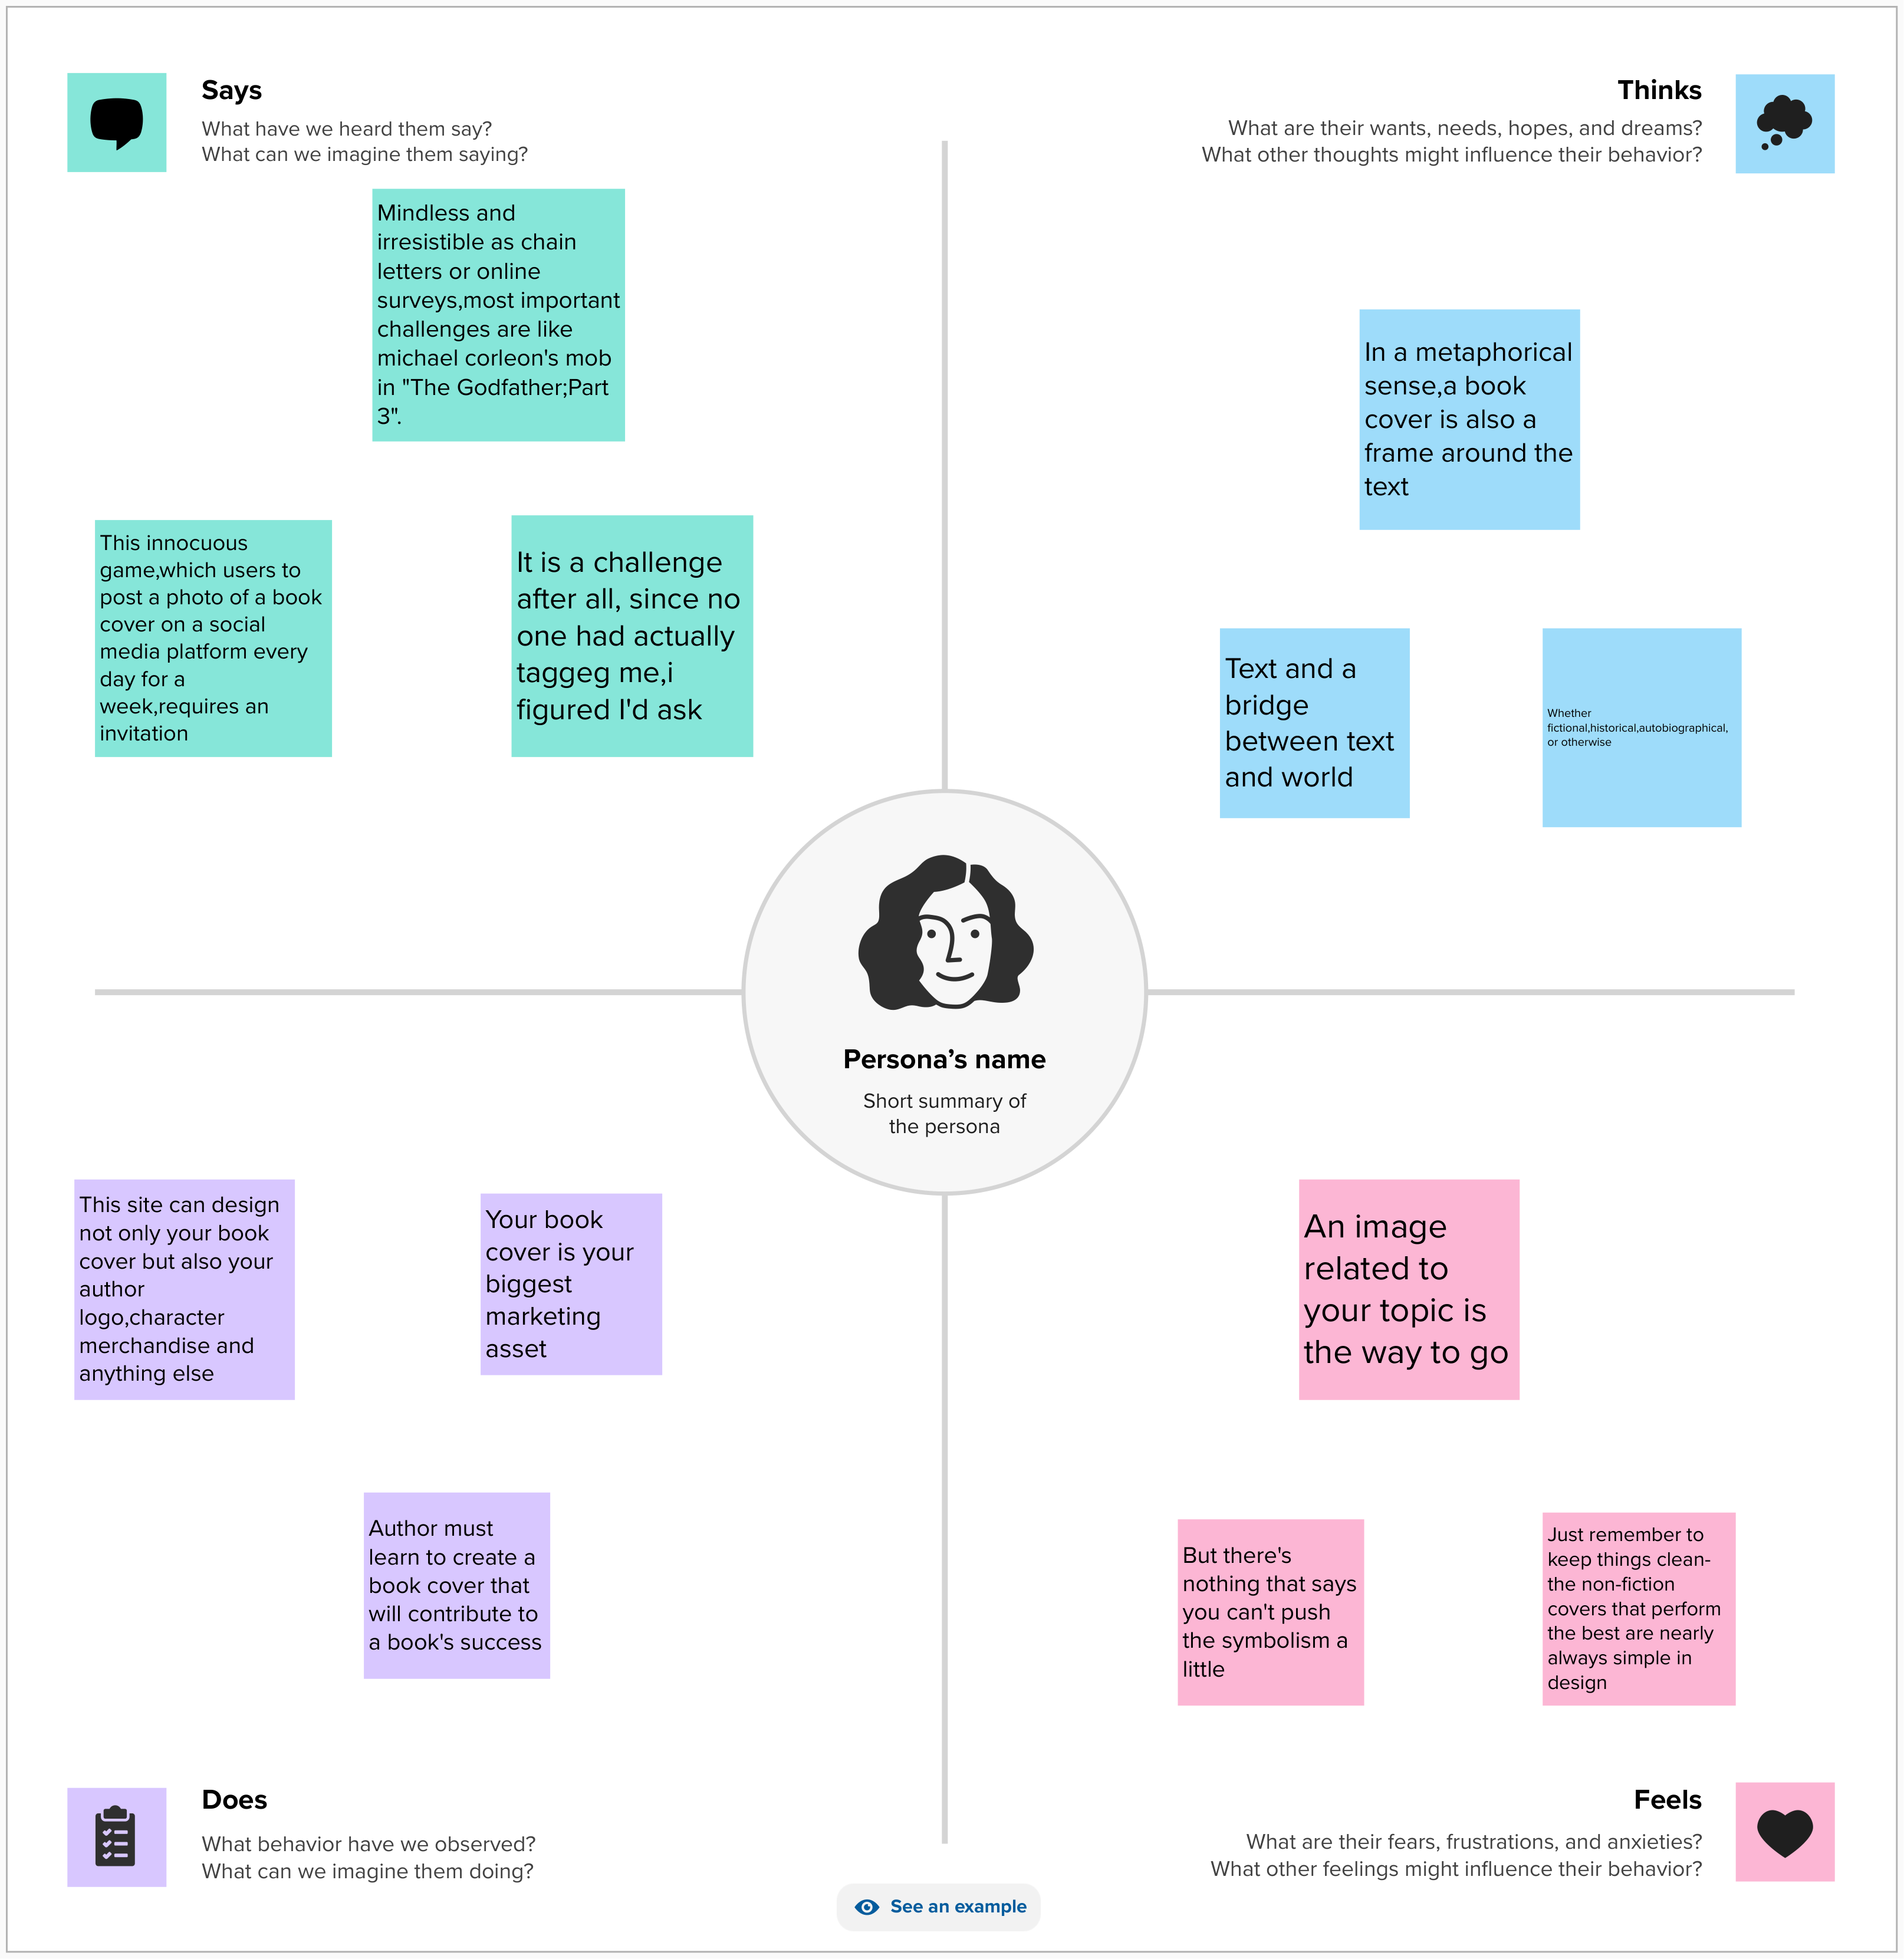 Says
What have we heard them say?
What can we imagine them saying?
Mindless and
irresistible as chain
letters or online
surveys,most important
challenges are like
michael corleon's mob
in "The Godfather;Part
3".
This innocuous
game,which users to
post a photo of a book
cover on a social
media platform every
day for a
week,requires an
invitation
It is a challenge
after all, since no
one had actually
taggeg me,i
figured I'd ask
Thinks
What are their wants, needs, hopes, and dreams?
What other thoughts might influence their behavior?
In a metaphorical
sense,a book
cover is also a
frame around the
text
Text and a
bridge
between text
and world
Whether
fictional,historical,autobiographical,
or otherwise
Persona’s name
Short summary of
the persona
This site can design
not only your book
cover but also your
author
logo,character
merchandise and
anything else
Your book
cover is your
biggest
marketing
asset
Author must
learn to create a
book cover that
will contribute to
a book's success
Does
What behavior have we observed?
What can we imagine them doing?
An image
related to
your topic is
the way to go
But there's
nothing that says
you can't push
the symbolism a
little
Just remember to
keep things clean-
the non-fiction
covers that perform
the best are nearly
always simple in
design
Feels
What are their fears, frustrations, and anxieties?
What other feelings might influence their behavior?
See an example